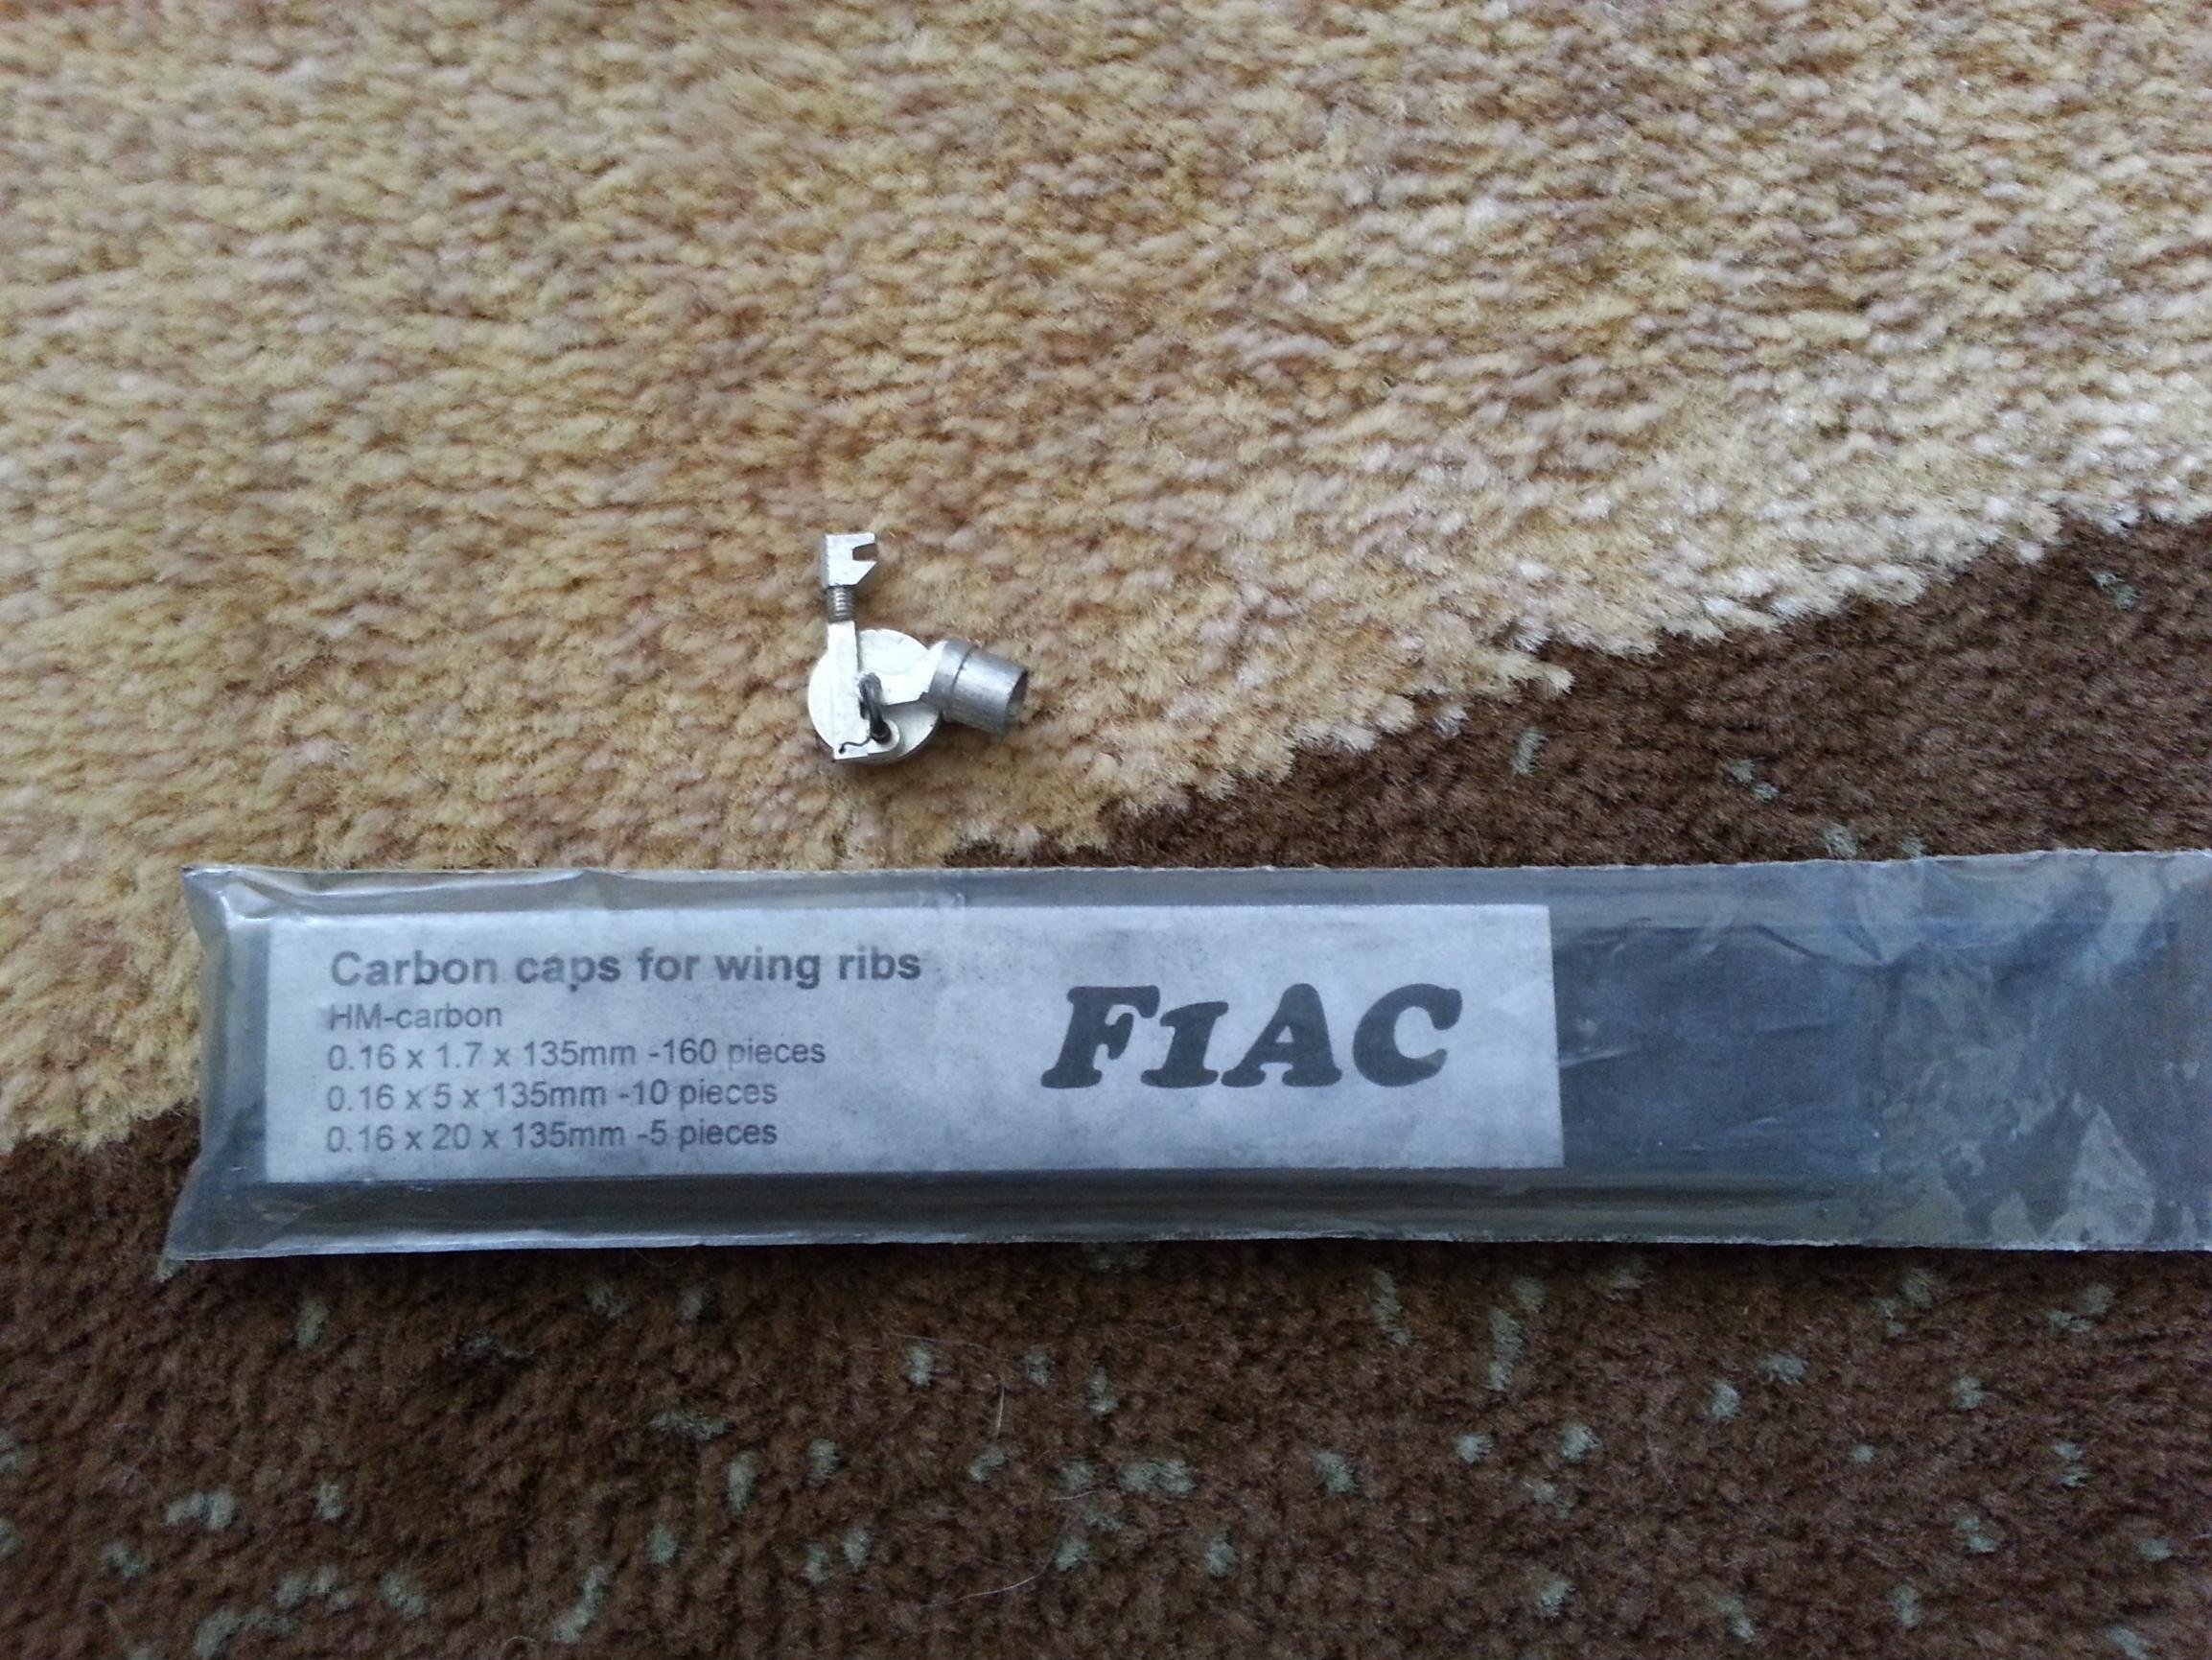 Carbon caps for wing ribs
HM-carbon
0.16 x 1.7 x 135mm -160 pieces
0.16 x 5 x 135mm -10 pieces
0.16 x 20 x 135mm -5 pieces
F1AC